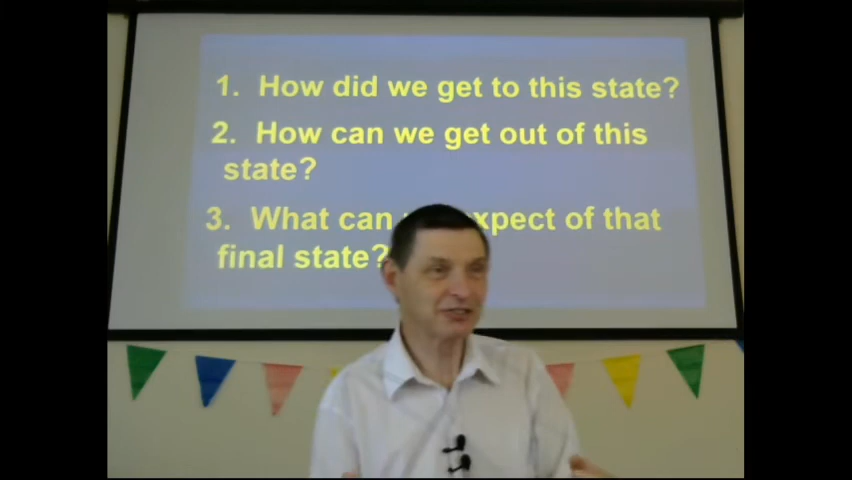 1. How did we get to this state?
2. How can we get out of this
state?
3. What can xpect of that
final state?